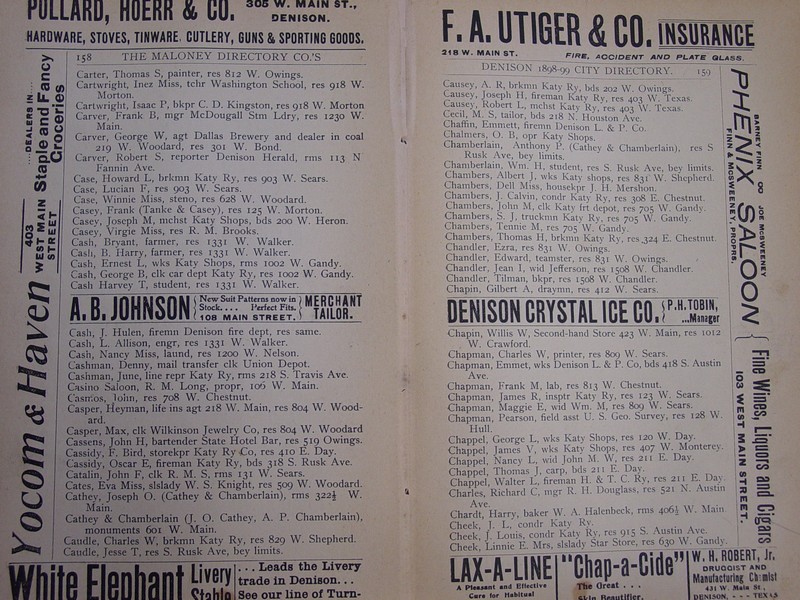 PULLARD, HOERR & CO. 305 W. MAIN ST., DENISON.
HARDWARE, STOVES, TINWARE, CUTLERY, GUNS & SPORTING GOODS.
158 THE MALONEY DIRECTORY CO.'S
Carter, Thomas S, painter, res 812 W. Owings.
Cartwright, Inez Miss, tchr Washington School, res 918 W.
Morton.
Cartwright, Isaac P, bkpr C. D. Kingston, res 918 W. Morton
Carver, Frank B, mgr McDougall Stm Ldry, res 1230 W.
Main.
Carver, George W, agt Dallas Brewery and dealer in coal
219 W. Woodard, res 301 W. Bond.
Carver, Robert S, reporter Denison Herald, rms 113 N
Fannin Ave.
Case, Howard L, brkmn Katy Ry, res 903 W. Sears.
Case, Lucian F, res 903 W. Sears.
Case, Winnie Miss, steno, res 628 W. Woodard.
Casey, Frank (Tanke & Casey), res 125 W. Morton.
Casey, Joseph M, mchst Katy Shops, bds 200 W. Heron.
Casey, Virgie Miss, res R. M. Brooks.
Cash, Bryant, farmer, res 1331 W. Walker.
Cash, B. Harry, farmer, res 1331 W. Walker.
Cash, Ernest L, wks Katy Shops, rms 1002 W. Gandy.
Cash, George B, clk car dept Katy Ry, res 1002 W. Gandy.
Cash Harvey T, student, res 1331 W. Walker.
A. B. JOHNSON New Suit Patterns now in Stock.... Perfect Fits. 108 MAIN STREET. MERCHANT TAILOR.
Cash, J. Hulen, firemn Denison fire dept, res same.
Cash, L. Allison, engr, res 1331 W. Walker.
Cash, Nancy Miss, laund, res 1200 W. Nelson.
Cashman, Denny, mail transfer clk Union Depot.
Cashman, June, line repr Katy Ry, rms 218 S. Travis Ave.
Casino Saloon, R. M. Long, propr, 106 W. Main.
Casmos, John, res 708 W. Chestnut.
Casper, Heyman, life ins agt 218 W. Main, res 804 W. Wood-
ard.
Casper, Max, clk Wilkinson Jewelry Co, res 804 W. Woodard
Cassens, John H, bartender State Hotel Bar, res 519 Owings.
Cassidy, F. Bird, storekpr Katy Ry Co, res 410 E. Day.
Cassidy, Oscar E, fireman Katy Ry, bds 318 S. Rusk Ave.
Catalin, John F, clk R. M. S, rms 131 W. Sears.
Cates, Eva Miss, slslady W. S. Knight, res 509 W. Woodard.
Cathey, Joseph O. (Cathey & Chamberlain), rms 322½ W.
Main.
Cathey & Chamberlain (J. O. Cathey, A. P. Chamberlain),
monuments 601 W. Main.
Caudle, Charles W, brkmn Katy Ry, res 829 W. Shepherd.
Caudle, Jesse T, res S. Rusk Ave, bey limits.
White Elephant Livery Stable ... Leads the Livery
trade in Denison...
See our line of Turn-
Yocom & Haven 403 WEST MAIN STREET
...DEALERS IN... Staple and Fancy Groceries
F. A. UTIGER & CO. INSURANCE
218 W. MAIN ST. FIRE, ACCIDENT AND PLATE GLASS.
DENISON 1898-99 CITY DIRECTORY. 159
Causey, A. R, brkmn Katy Ry, bds 202 W. Owings.
Causey, Joseph H, fireman Katy Ry, res 403 W. Texas.
Causey, Robert L, mchst Katy Ry, res 403 W. Texas.
Cecil, M. S, tailor, bds 218 N. Houston Ave.
Chaffin, Emmett, firemn Denison L. & P. Co.
Chalmers, O. B, opr Katy Shops.
Chamberlain, Anthony P. (Cathey & Chamberlain), res S
Rusk Ave, bey limits.
Chamberlain, Wm. H, student, res S. Rusk Ave, bey limits.
Chambers, Albert J, wks Katy shops, res 831 W. Shepherd.
Chambers, Dell Miss, housekpr J. H. Mershon.
Chambers, J. Calvin, condr Katy Ry, res 308 E. Chestnut.
Chambers, John M, clk Katy frt depot, res 705 W. Gandy.
Chambers, S. J, truckmn Katy Ry, res 705 W. Gandy.
Chambers, Tennie M, res 705 W. Gandy.
Chambers, Thomas H, brkmn Katy Ry, res 324 E. Chestnut.
Chandler, Ezra, res 831 W. Owings.
Chandler, Edward, teamster, res 831 W. Owings.
Chandler, Jean I, wid Jefferson, res 1508 W. Chandler.
Chandler, Tilman, bkpr, res 1508 W. Chandler.
Chapin, Gilbert A, draymn, res 412 W. Sears.
DENISON CRYSTAL ICE CO. P. H. TOBIN, ...Manager
Chapin, Willis W, Second-hand Store 423 W. Main, res 1012
W. Crawford.
Chapman, Charles W, printer, res 809 W. Sears.
Chapman, Emmet, wks Denison L. & P. Co, bds 418 S. Austin
Ave.
Chapman, Frank M, lab, res 813 W. Chestnut.
Chapman, James R, insptr Katy Ry, res 123 W. Sears.
Chapman, Maggie E, wid Wm. M, res 809 W. Sears.
Chapman, Pearson, field asst U. S. Geo. Survey, res 128 W.
Hull.
Chappel, George L, wks Katy Shops, res 120 W. Day.
Chappel, James V, wks Katy Shops, res 407 W. Monterey.
Chappel, Nancy L, wid John M. W, res 211 E. Day.
Chappel, Thomas J, carp, bds 211 E. Day.
Chappel, Walter L, fireman H. & T. C. Ry, res 211 E. Day
Charles, Richard C, mgr R. H. Douglass, res 521 N. Austin
Ave.
Chardt, Harry, baker W. A. Halenbeck, rms 406½ W. Main
Cheek, J. L, condr Katy Ry.
Cheek, J. Louis, condr Katy Ry, res 915 S. Austin Ave.
Cheek, Linnie E. Mrs, slslady Star Store, res 630 W. Gandy.
LAX-A-LINE A Pleasant and Effective Cure for Habitual
"Chap-a-Cide" The Great... Skin Beautifier.
W. H. ROBERT, Jr. DRUGGIST AND Manufacturing Chemist 431 W. Main St., DENISON, - - - TEXAS
PHENIX SALOON
BARNEY FINN JOE McSWEENEY
FINN & McSWEENEY, PROPRS.
Fine Wines, Liquors and Cigars
103 WEST MAIN STREET.